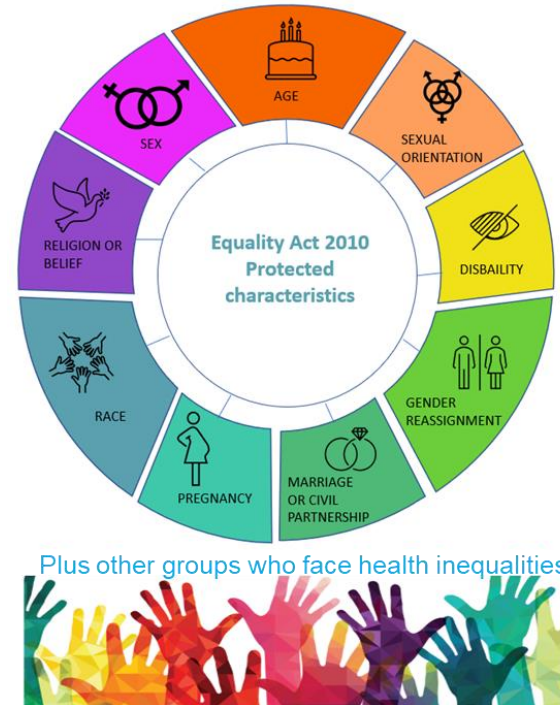 AGE
SEX
SEXUAL
ORIENTATION
RELIGION OR
BELIEF
Equality Act 2010
Protected
characteristics
DISBAILITY
RACE
GENDER
REASSIGNMENT
PREGNANCY
MARRIAGE
OR CIVIL
PARTNERSHIP
Plus other groups who face health inequalities